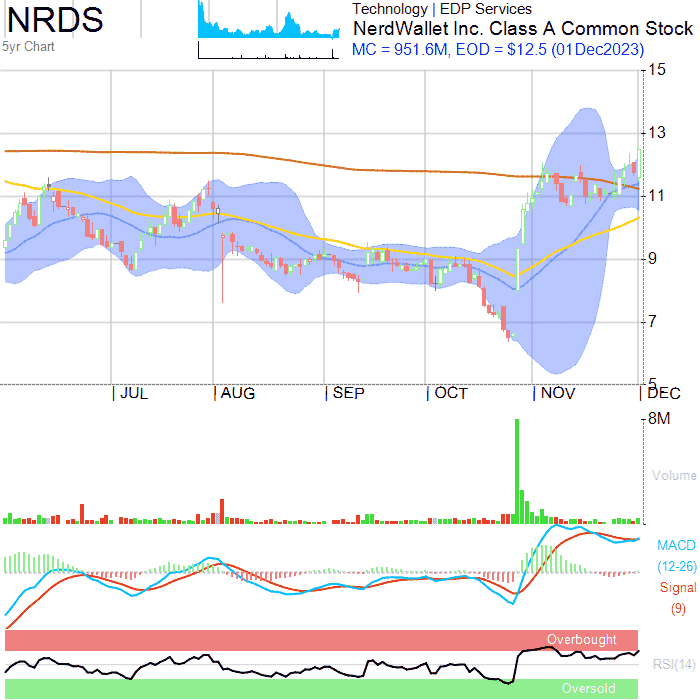 NRDS
5yr Chart
Technology | EDP Services
NerdWallet Inc. Class A Common Stock
MC = 951.6M, EOD = $12.5 (01Dec2023)
15
13
11
9
7
5
JUL
AUG
SEP
OCT
NOV
DEC
8M
Volume
MACD
(12-26)
Signal
(9)
Overbought
RSI(14)
Oversold